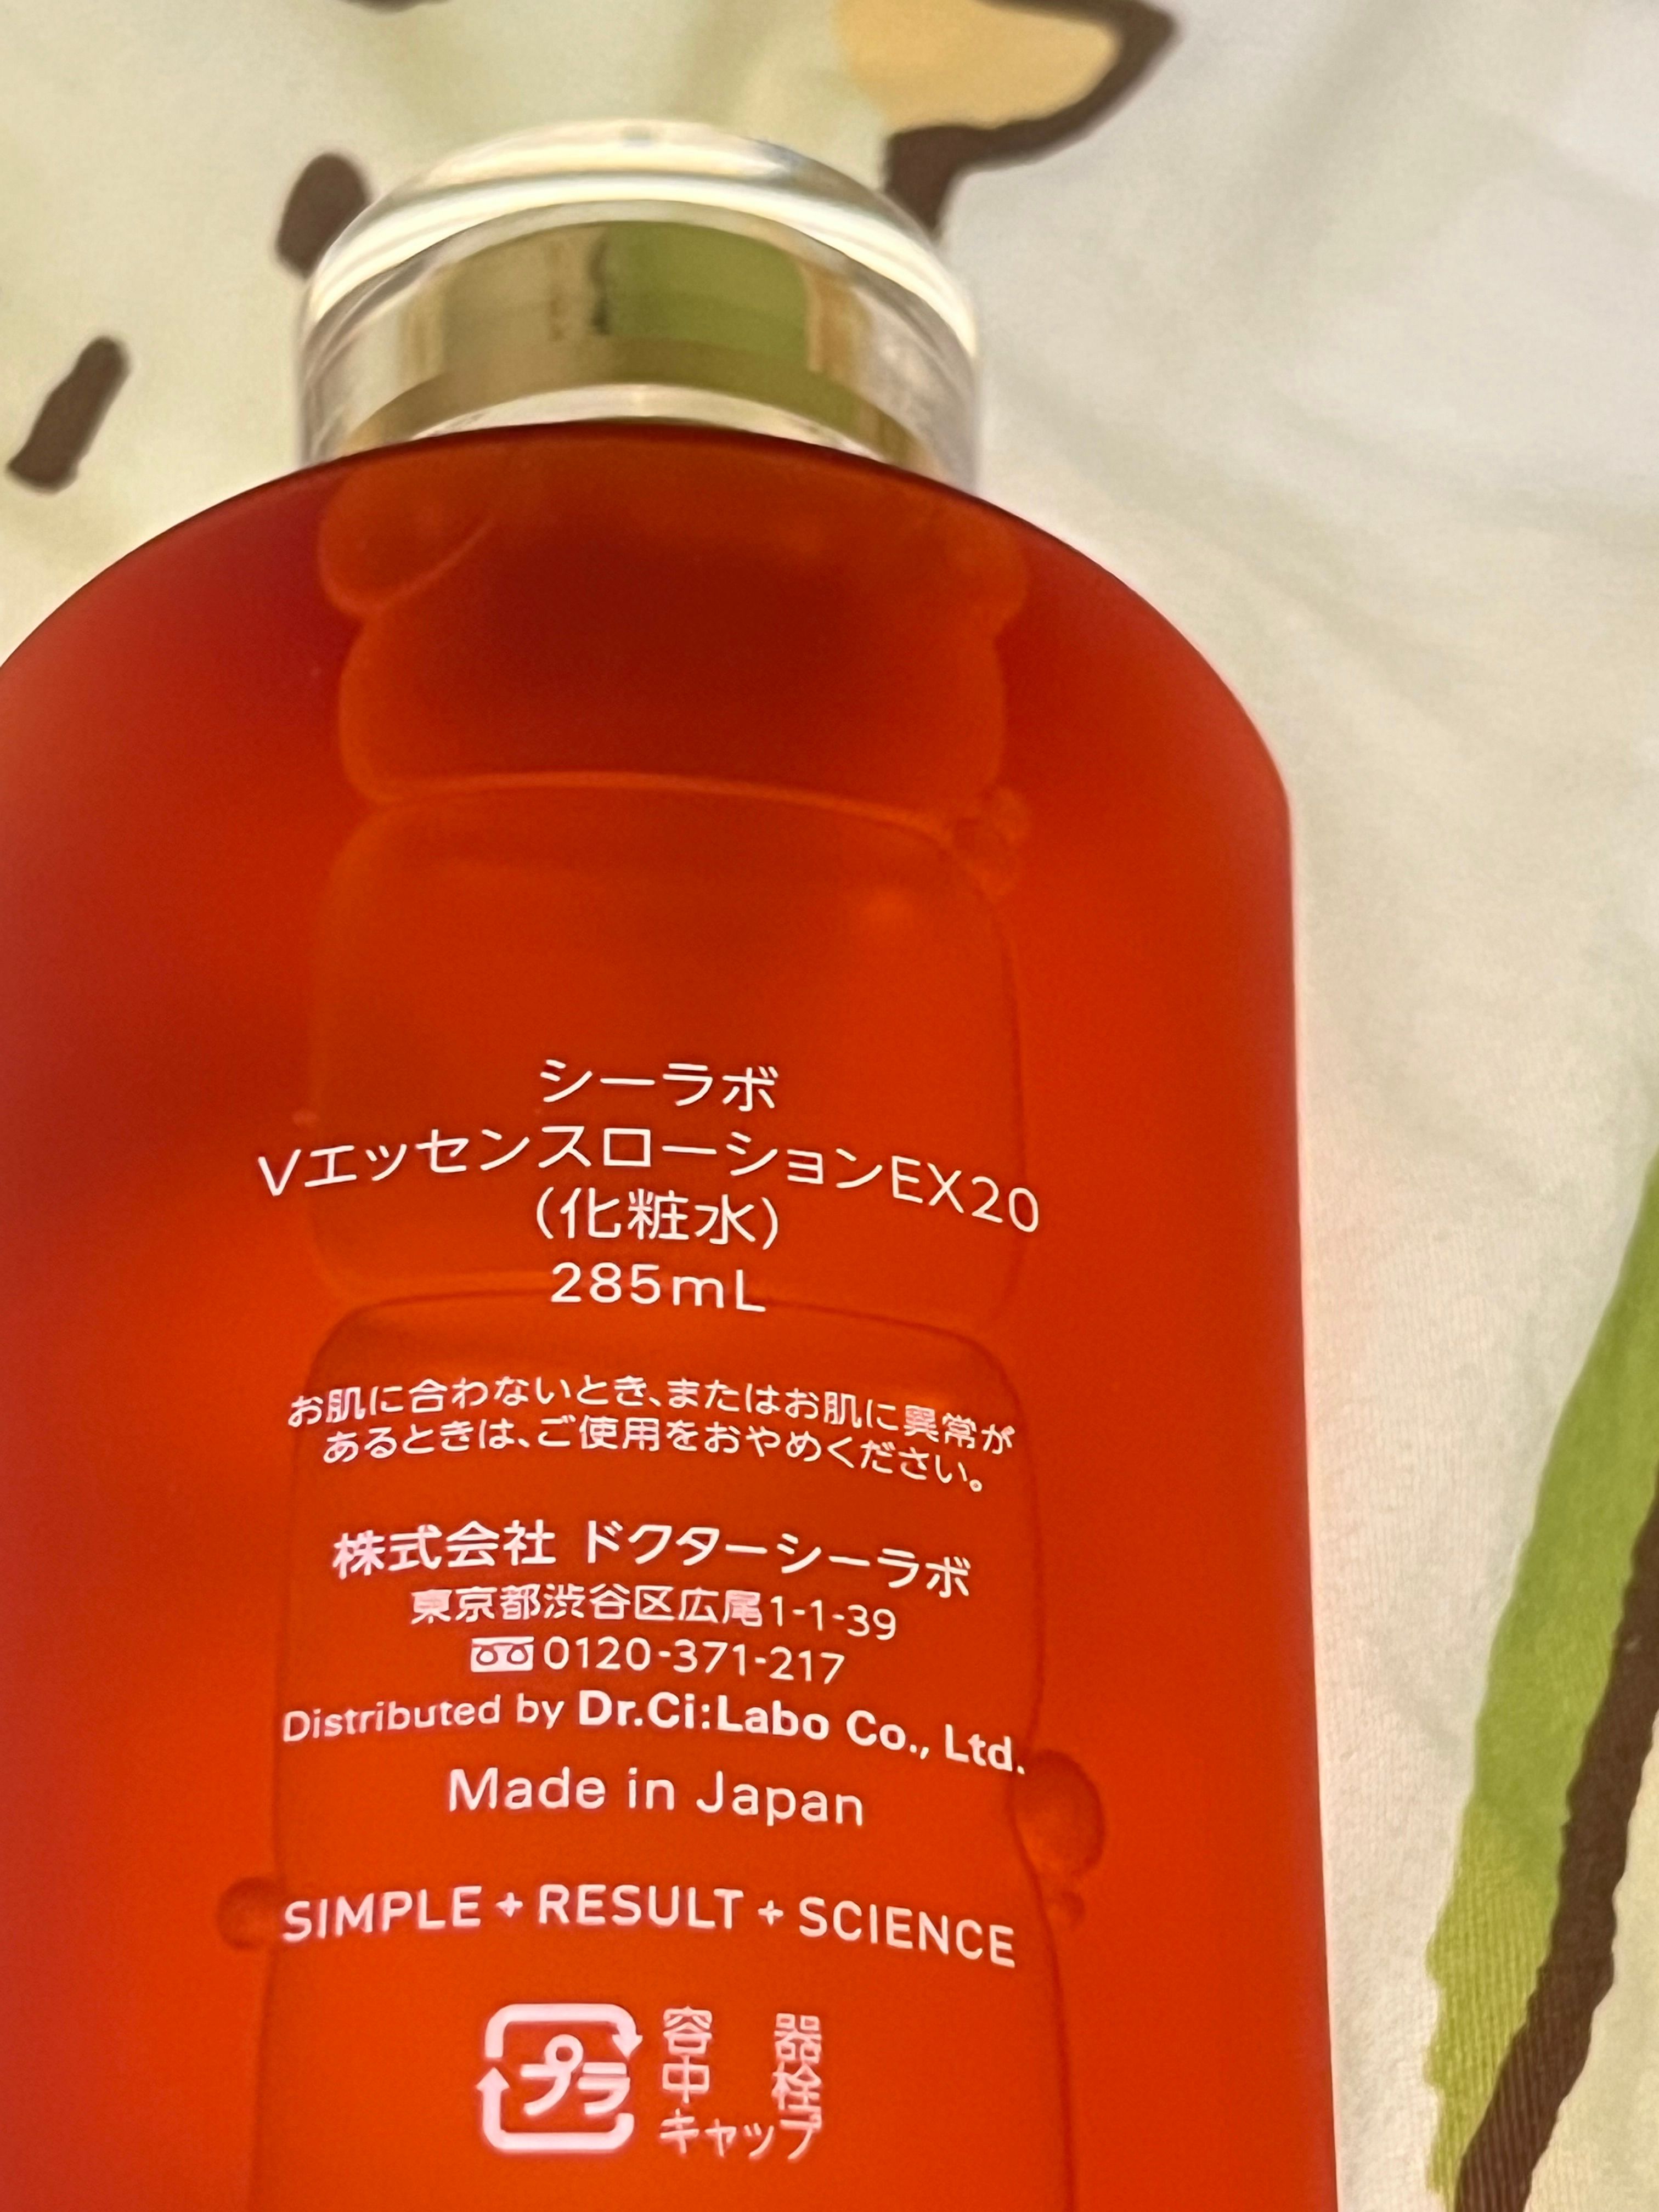 シーラボ
VエッセンスローションEX20
(化粧水)
285mL
お肌に合わないとき、またはお肌に異常が
あるときは、ご使用をおやめください。
株式会社 ドクターシーラボ
東京都渋谷区広尾1-1-39
0120-371-217
Distributed by Dr.Ci:Labo Co., Ltd.
Made in Japan
SIMPLE + RESULT + SCIENCE
プラ
容器
中栓
キャップ